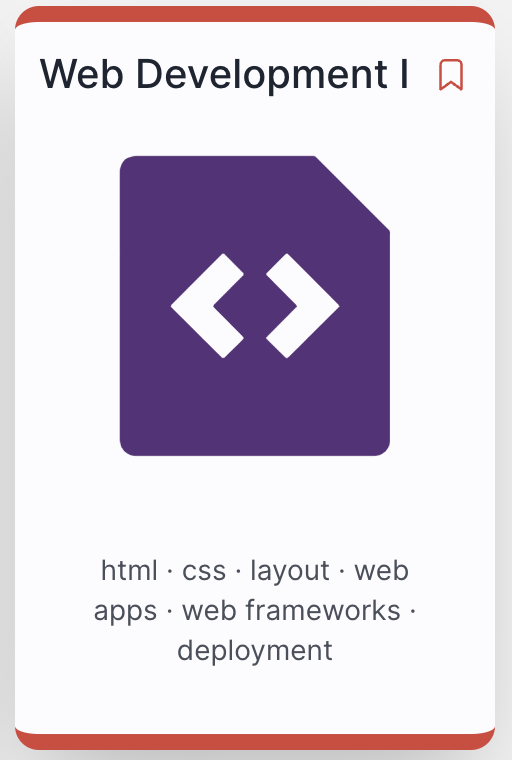 Web Development I
html · css · layout · web
apps · web frameworks ·
deployment